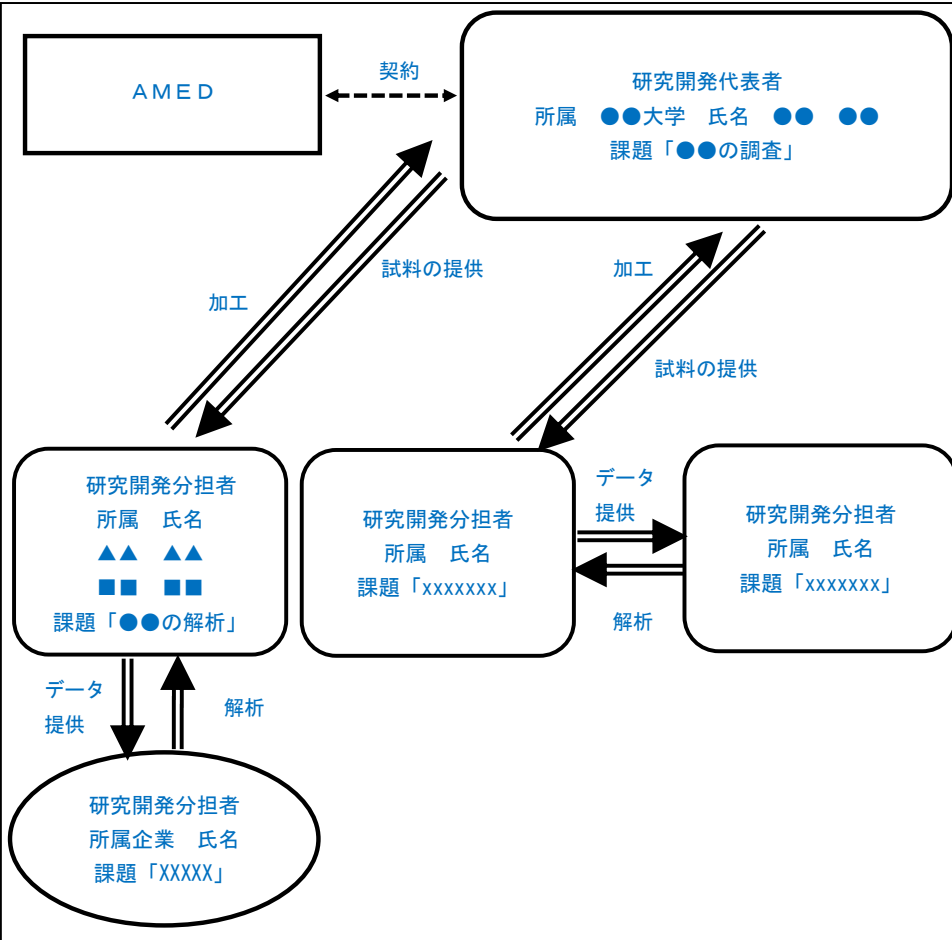 AMED
契約
研究開発代表者
所属　●●大学　氏名　●●　●●
課題「●●の調査」
加工
試料の提供
加工
試料の提供
研究開発分担者
所属　氏名
▲▲　▲▲
■■　■■
課題「●●の解析」
研究開発分担者
所属　氏名
課題「xxxxxxx」
データ
提供
解析
研究開発分担者
所属　氏名
課題「xxxxxxx」
データ
提供
解析
研究開発分担者
所属企業　氏名
課題「XXXXX」